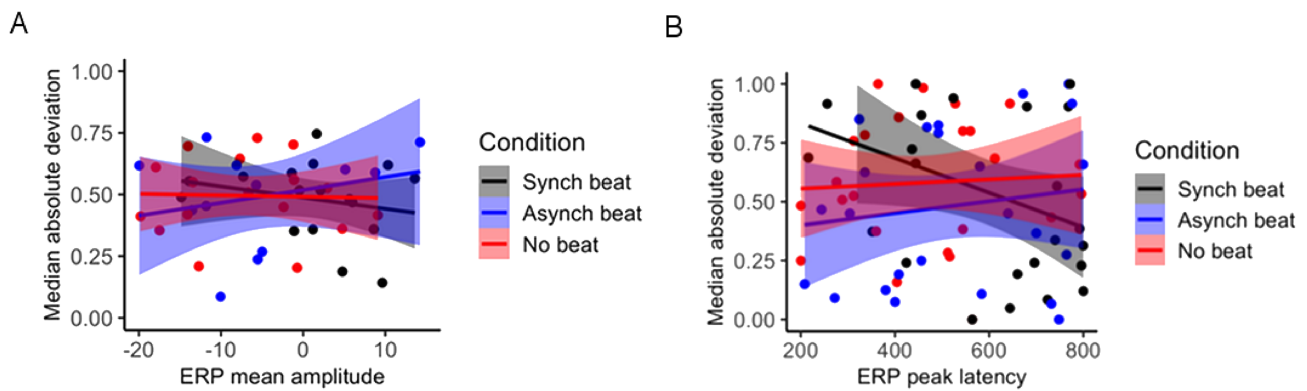 A
Median absolute deviation
1.00
0.75
0.50
0.25
0.00
-20
-10
0
10
ERP mean amplitude
Condition
Synch beat
Asynch beat
No beat
B
Median absolute deviation
1.00
0.75
0.50
0.25
0.00
200
400
600
800
ERP peak latency
Condition
Synch beat
Asynch beat
No beat